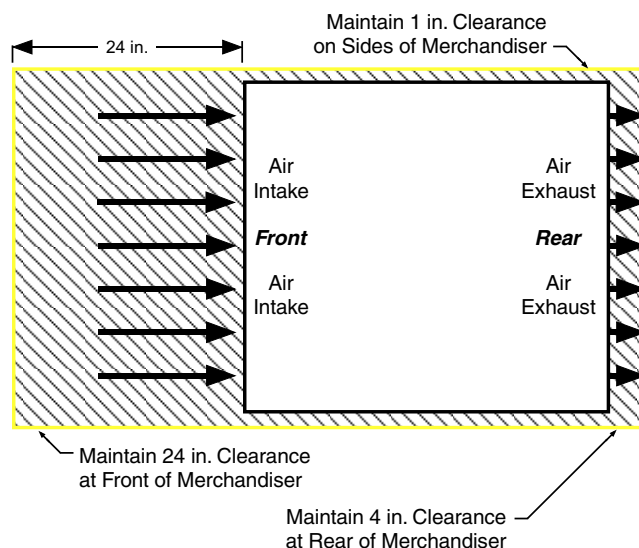 Maintain 1 in. Clearance
on Sides of Merchandiser
24 in.
Air
Intake
Air
Exhaust
Front
Rear
Air
Intake
Air
Exhaust
Maintain 24 in. Clearance
at Front of Merchandiser
Maintain 4 in. Clearance
at Rear of Merchandiser